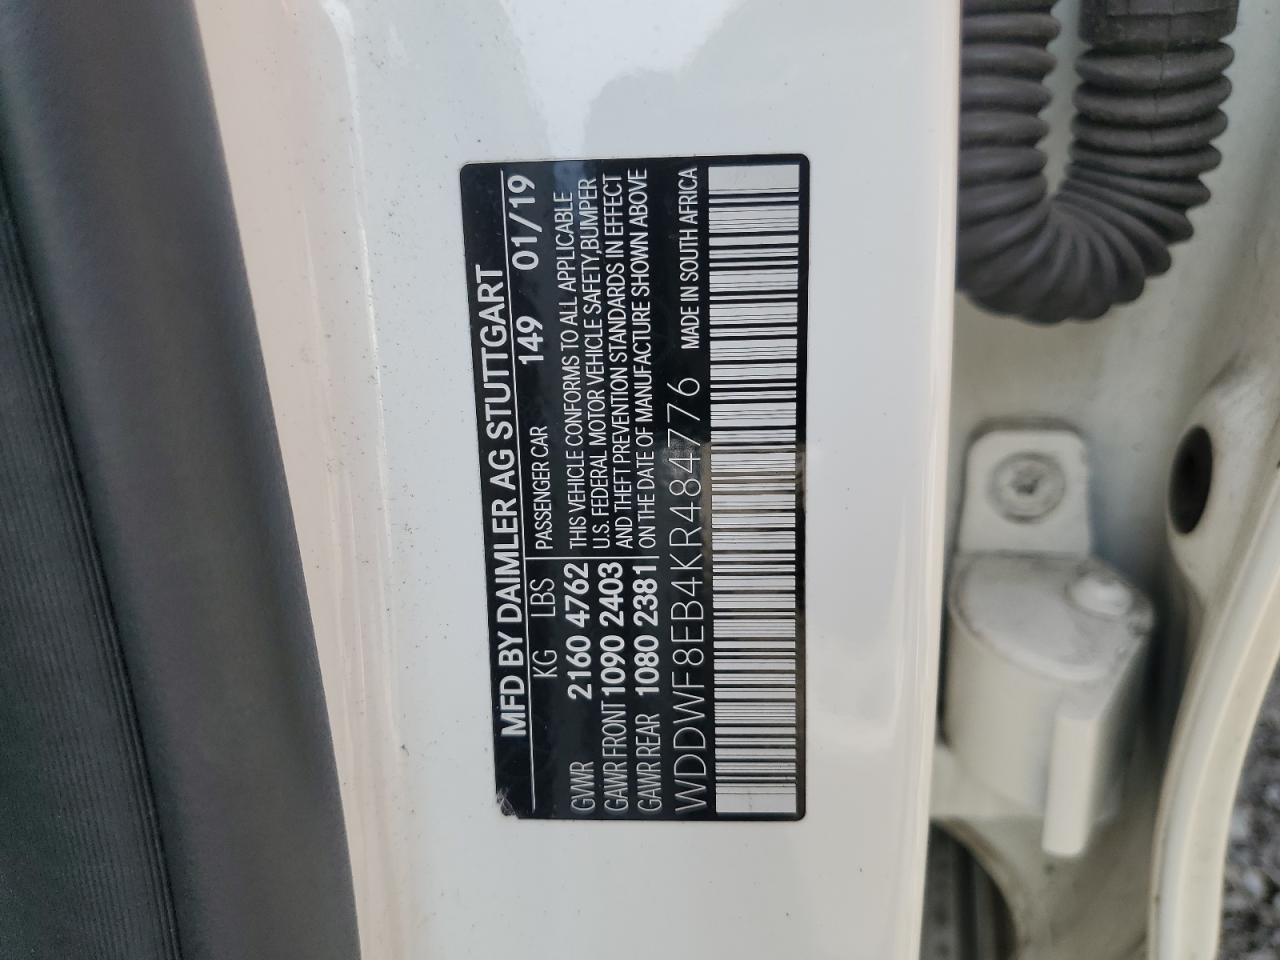 MFD BY DAIMLER AG STUTTGART
KG LBS PASSENGER CAR 149 01/19
GVWR 2160 4762 THIS VEHICLE CONFORMS TO ALL APPLICABLE
U.S. FEDERAL MOTOR VEHICLE SAFETY,BUMPER
GAWR FRONT 1090 2403 AND THEFT PREVENTION STANDARDS IN EFFECT
GAWR REAR 1080 2381 ON THE DATE OF MANUFACTURE SHOWN ABOVE
WDDWF8EB4KR484776 MADE IN SOUTH AFRICA